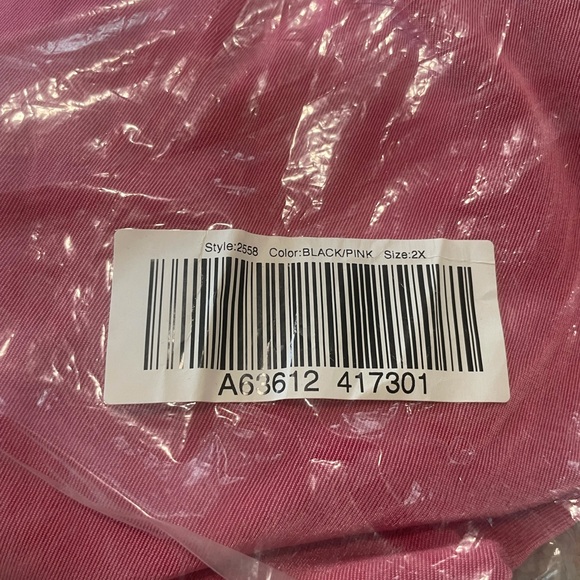 Style:2558 Color:BLACK/PINK Size:2X
A63612 417301